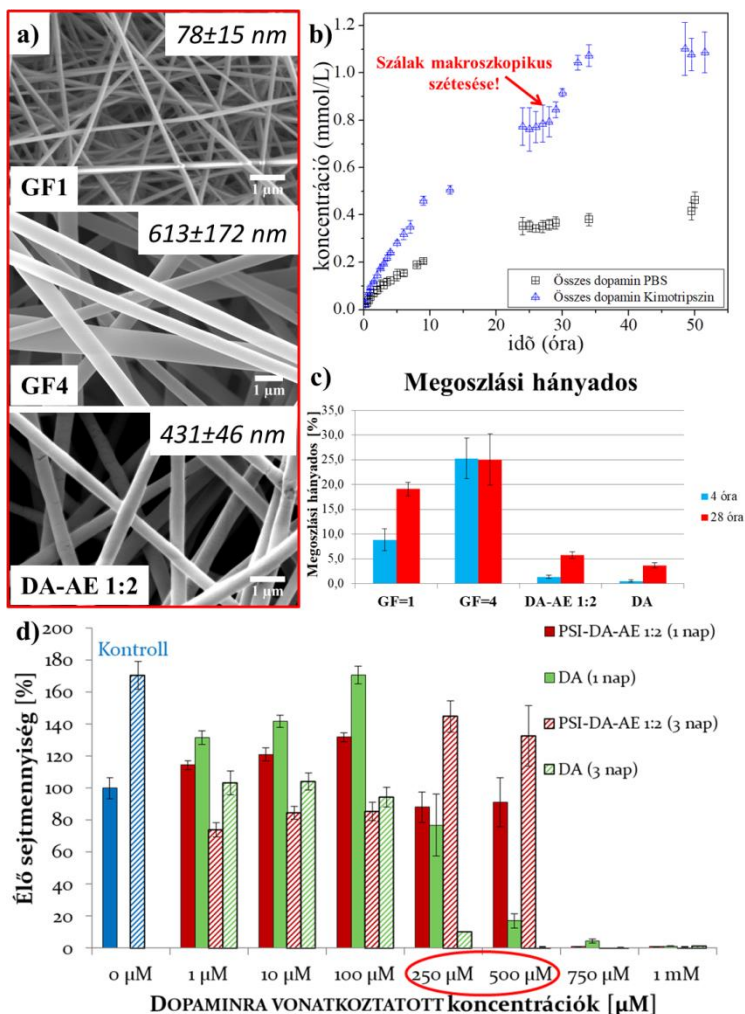 a)
78±15 nm
GF1
1 µm
613±172 nm
GF4
1 µm
431±46 nm
DA-AE 1:2
1 µm
b)
koncentráció (mmol/L)
1.2
1.0
0.8
0.6
0.4
0.2
0.0
Szálak makroszkopikus
szétesése!
Összes dopamin PBS
Összes dopamin Kimotripszin
0 10 20 30 40 50
idõ (óra)
c)
Megoszlási hányados
Megoszlási hányados [%]
35,0
30,0
25,0
20,0
15,0
10,0
5,0
0,0
GF=1 GF=4 DA-AE 1:2 DA
4 óra
28 óra
d)
Élő sejtmennyiség [%]
200
180
160
140
120
100
80
60
40
20
0
Kontroll
PSI-DA-AE 1:2 (1 nap)
DA (1 nap)
PSI-DA-AE 1:2 (3 nap)
DA (3 nap)
0 µM 1 µM 10 µM 100 µM 250 µM 500 µM 750 µM 1 mM
DOPAMINRA VONATKOZTATOTT koncentrációk [µM]